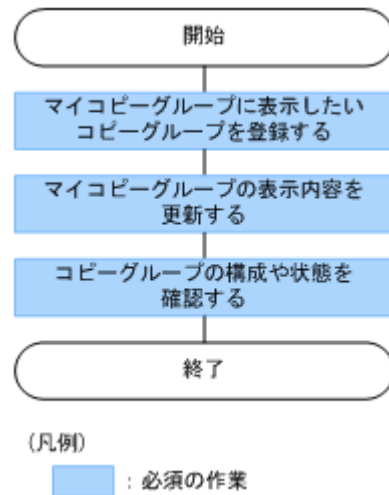 開始
マイコピーグループに表示したい
コピーグループを登録する
マイコピーグループの表示内容を
更新する
コピーグループの構成や状態を
確認する
終了
(凡例)
：必須の作業